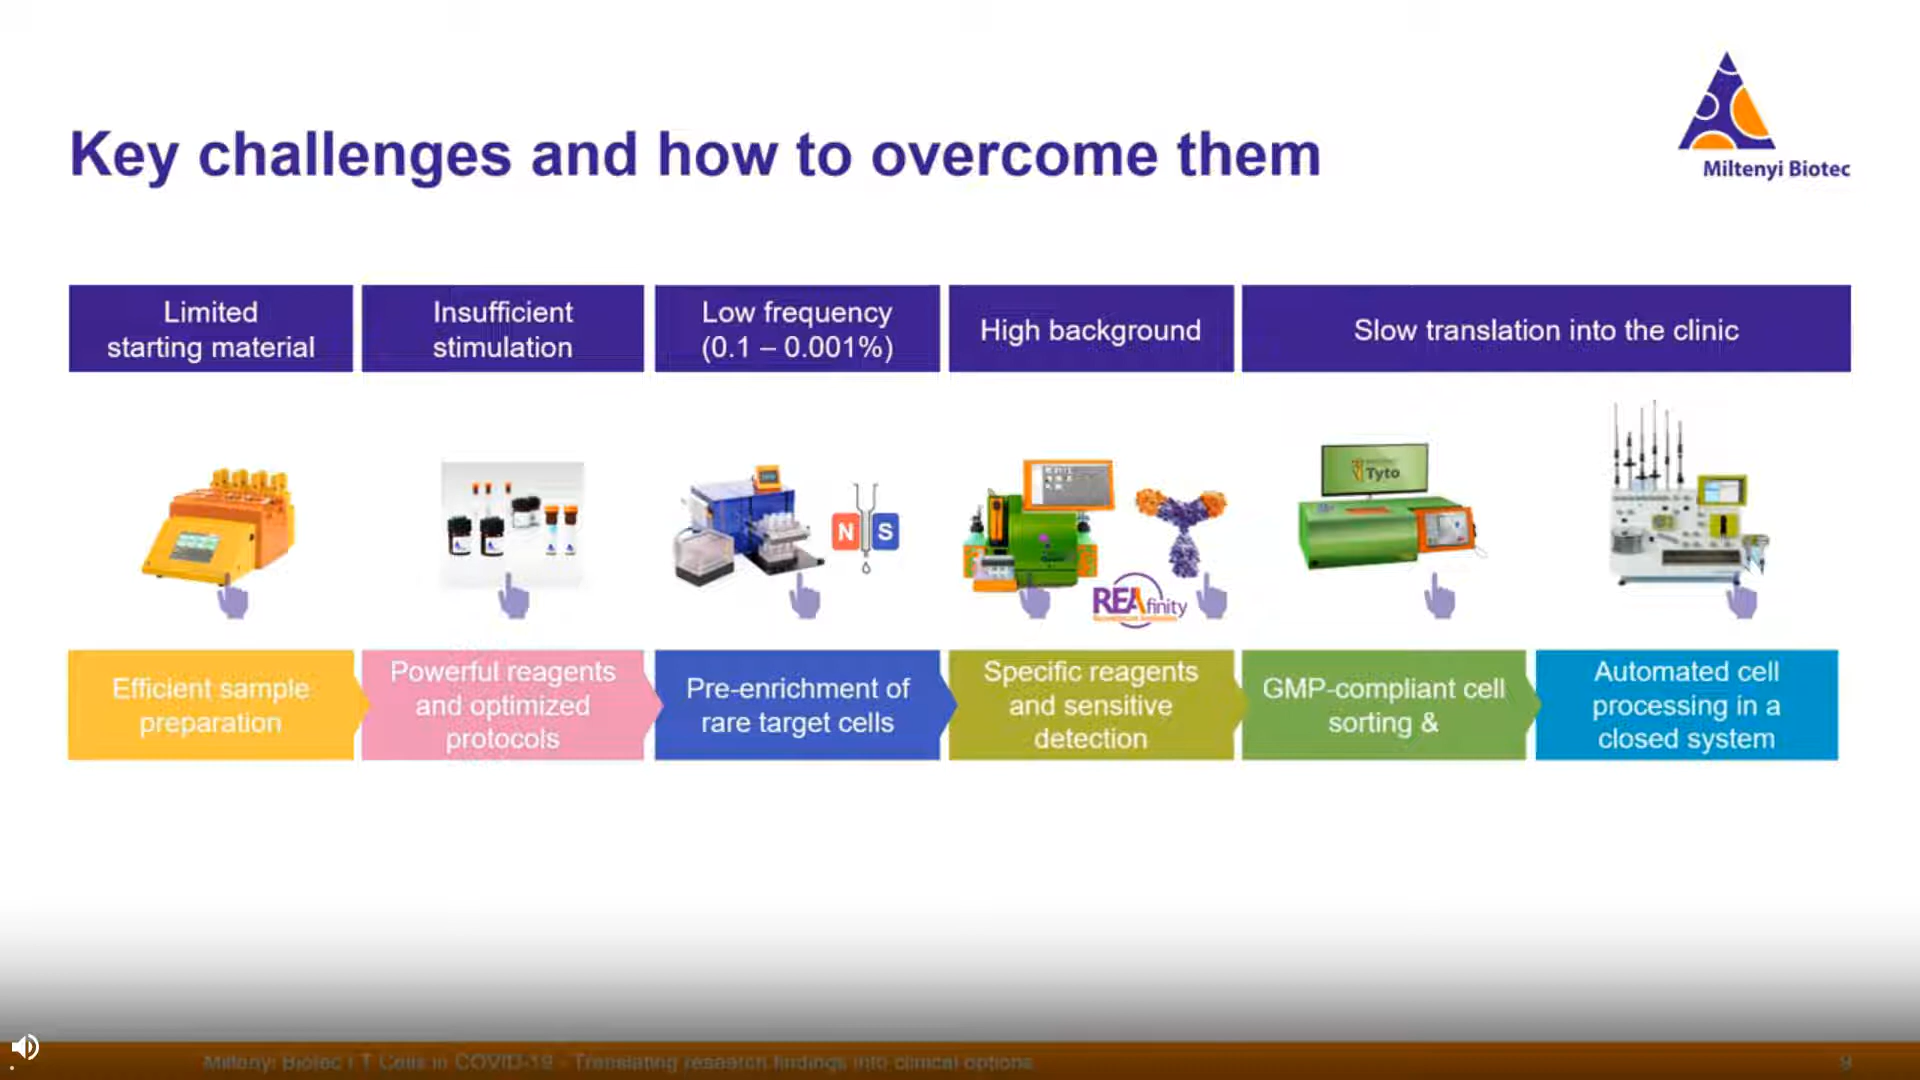 Key challenges and how to overcome them
Miltenyi Biotec
Limited
starting material
Insufficient
stimulation
Low frequency
(0.1 – 0.001%)
High background
Slow translation into the clinic
N
S
Tyto
REAfinity
Efficient sample
preparation
Powerful reagents
and optimized
protocols
Pre-enrichment of
rare target cells
Specific reagents
and sensitive
detection
GMP-compliant cell
sorting &
Automated cell
processing in a
closed system
Miltenyi Biotec I T Cells in COVID-19 - Translating research findings into clinical options
9